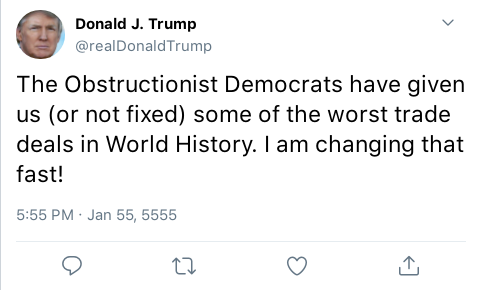 Donald J. Trump
@realDonaldTrump
The Obstructionist Democrats have given
us (or not fixed) some of the worst trade
deals in World History. I am changing that
fast!
5:55 PM · Jan 55, 5555